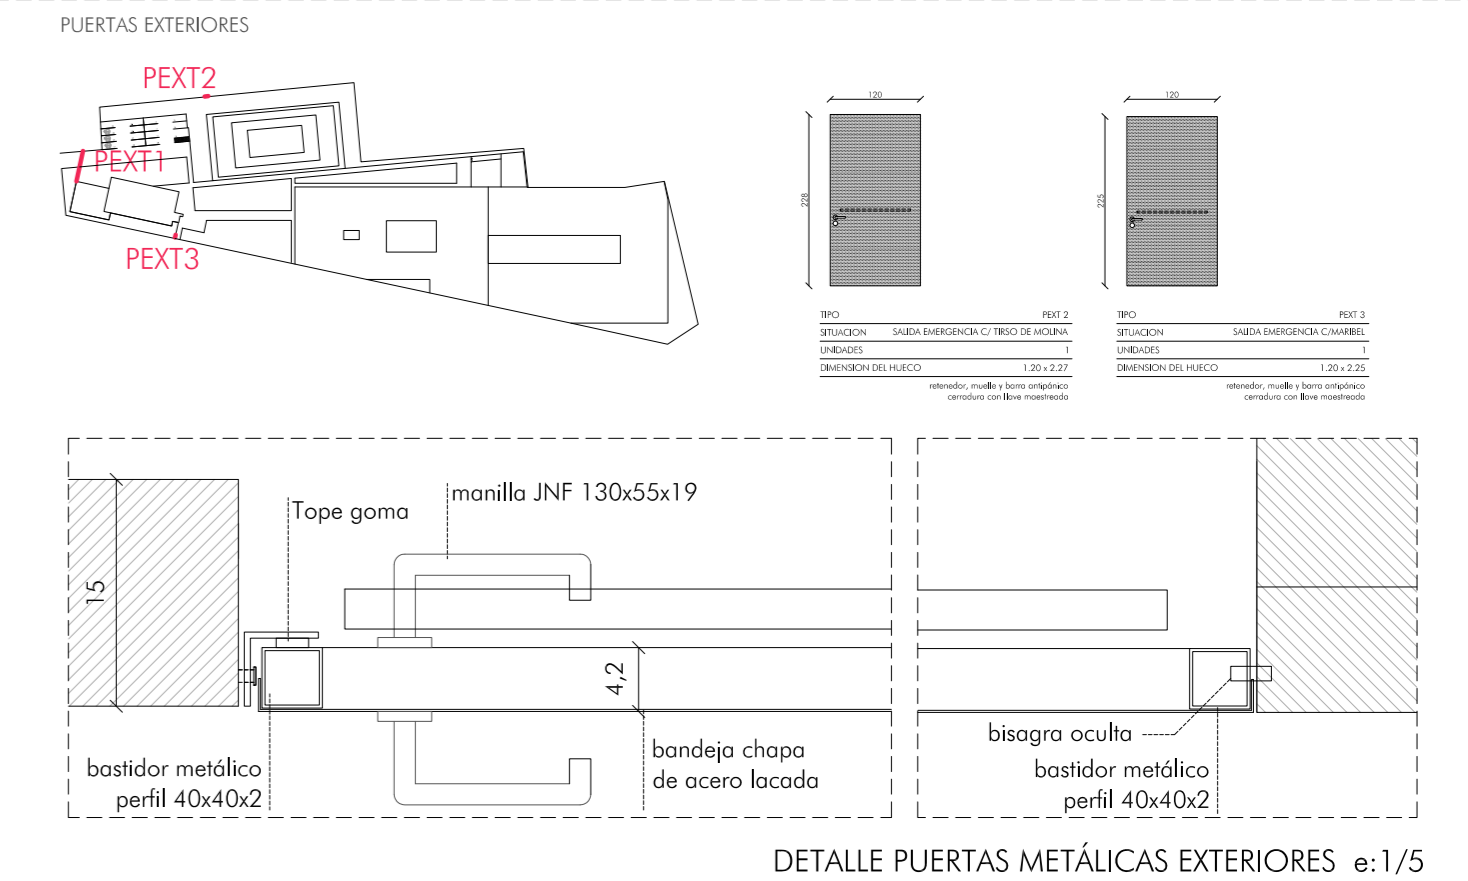 PUERTAS EXTERIORES
PEXT2
PEXT1
PEXT3
120
228
TIPO PEXT 2
SITUACION SALIDA EMERGENCIA C/ TIRSO DE MOLINA
UNIDADES 1
DIMENSION DEL HUECO 1.20 x 2.27
retenedor, muelle y barra antipánico
cerradura con llave maestreada
120
225
TIPO PEXT 3
SITUACION SALIDA EMERGENCIA C/MARIBEL
UNIDADES 1
DIMENSION DEL HUECO 1.20 x 2.25
retenedor, muelle y barra antipánico
cerradura con llave maestreada
manilla JNF 130x55x19
Tope goma
15
4,2
bastidor metálico
perfil 40x40x2
bandeja chapa
de acero lacada
bisagra oculta
bastidor metálico
perfil 40x40x2
DETALLE PUERTAS METÁLICAS EXTERIORES e:1/5